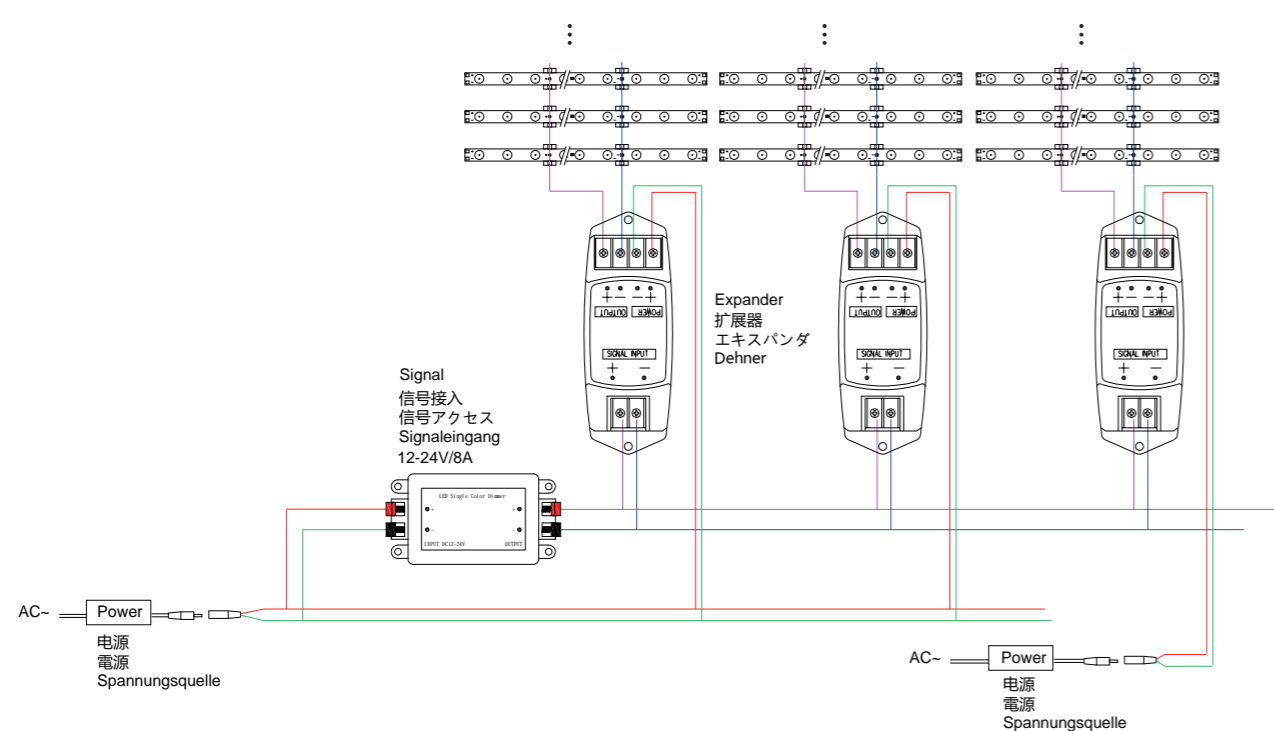 Expander
扩展器
エキスパンダ
Dehner
Signal
信号接入
信号アクセス
Signaleingang
12-24V/8A
+ − − +
OUTPUT POWER
SIGNAL INPUT
+ −
+ − − +
OUTPUT POWER
SIGNAL INPUT
+ −
+ − − +
OUTPUT POWER
SIGNAL INPUT
+ −
LED Single Color Dimmer
+ +
- -
INPUT DC12-24V OUTPUT
AC~ Power
电源
電源
Spannungsquelle
AC~ Power
电源
電源
Spannungsquelle